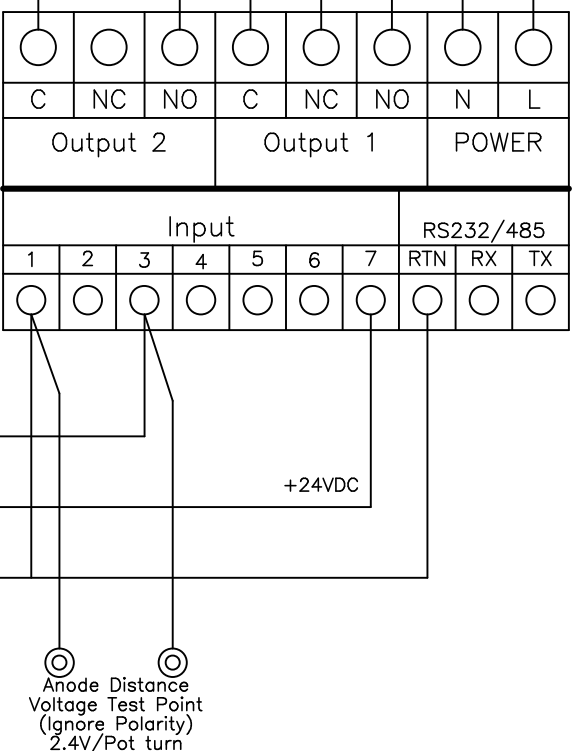 C NC NO C NC NO N L
Output 2 Output 1 POWER
Input RS232/485
1 2 3 4 5 6 7 RTN RX TX
+24VDC
Anode Distance
Voltage Test Point
(Ignore Polarity)
2.4V/Pot turn